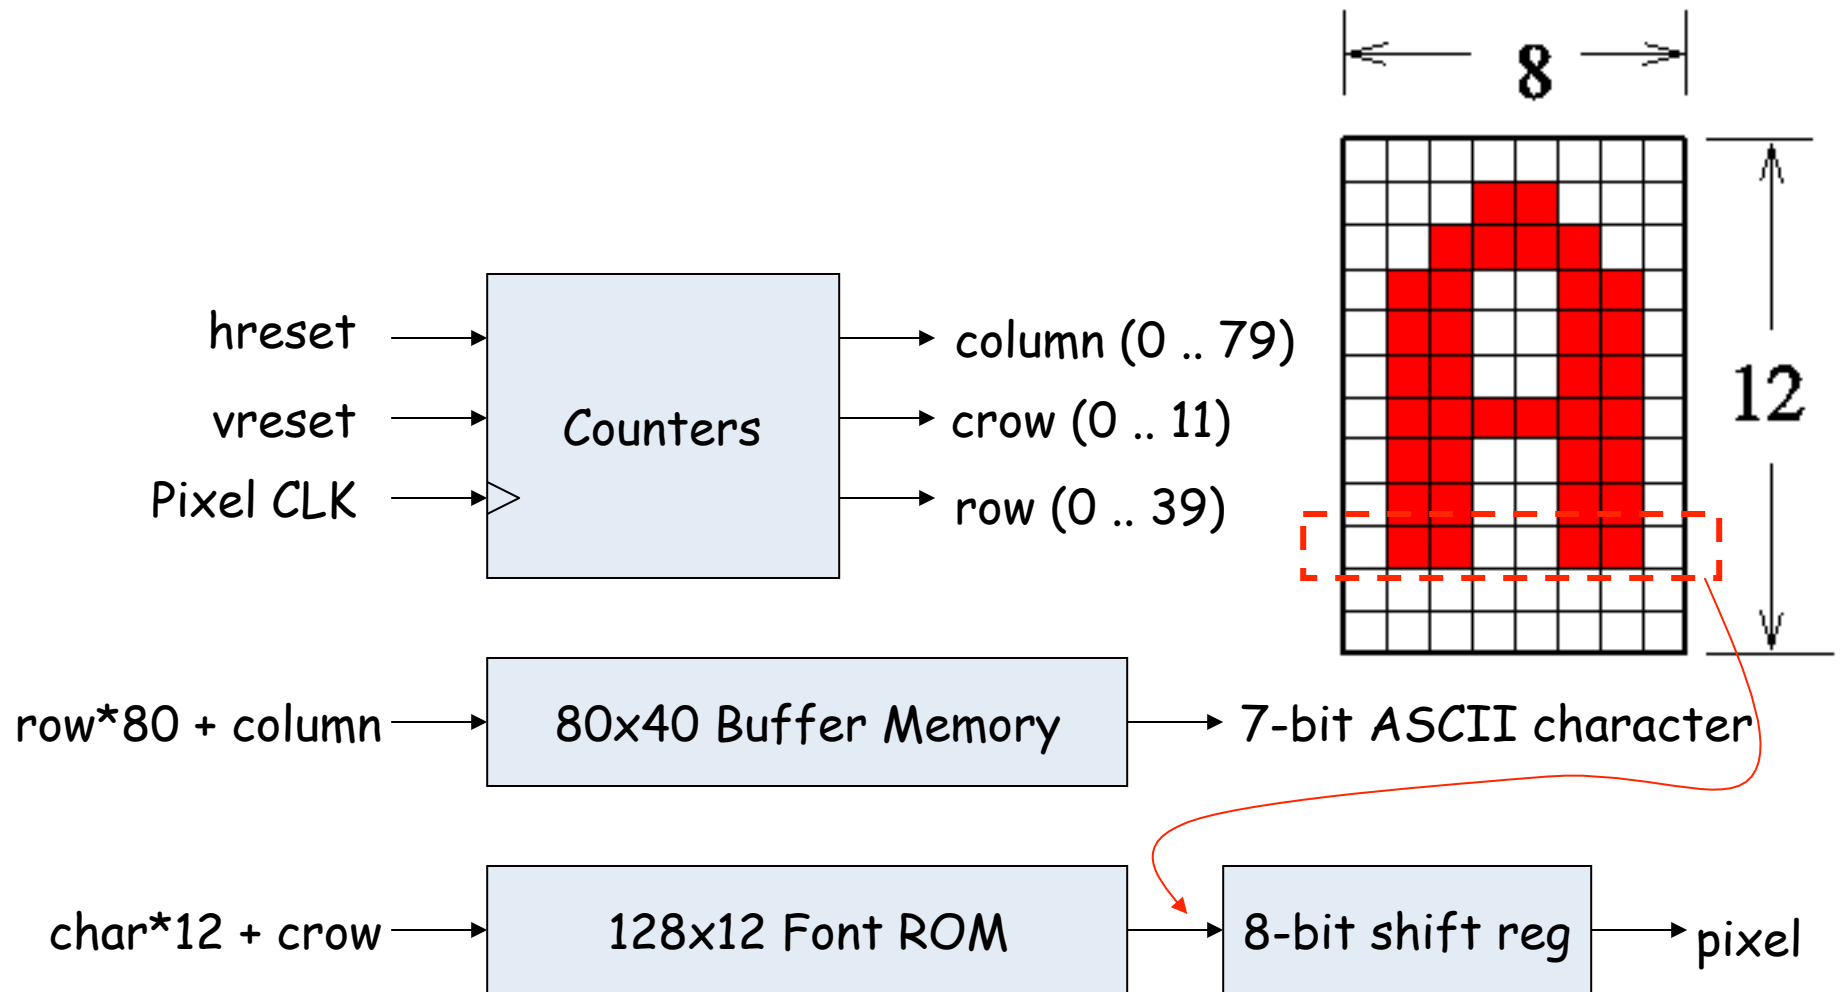 8
12
hreset
vreset
Pixel CLK
Counters
column (0 .. 79)
crow (0 .. 11)
row (0 .. 39)
row*80 + column
80x40 Buffer Memory
7-bit ASCII character
char*12 + crow
128x12 Font ROM
8-bit shift reg
pixel